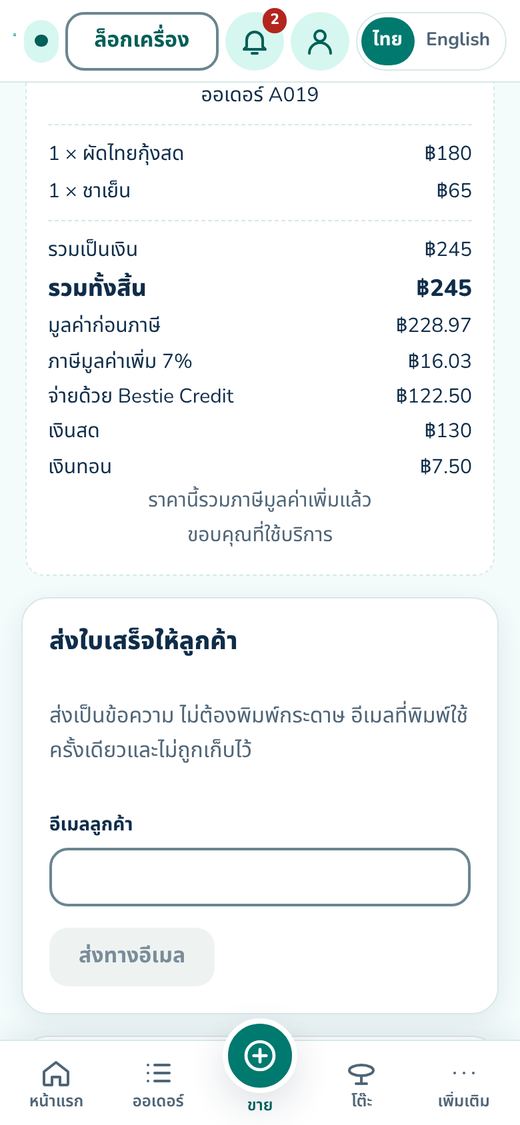 ล็อกเครื่อง
2
ไทย English
ออเดอร์ A019
1 × ผัดไทยกุ้งสด ฿180
1 × ชาเย็น ฿65
รวมเป็นเงิน ฿245
รวมทั้งสิ้น ฿245
มูลค่าก่อนภาษี ฿228.97
ภาษีมูลค่าเพิ่ม 7% ฿16.03
จ่ายด้วย Bestie Credit ฿122.50
เงินสด ฿130
เงินทอน ฿7.50
ราคานี้รวมภาษีมูลค่าเพิ่มแล้ว
ขอบคุณที่ใช้บริการ
ส่งใบเสร็จให้ลูกค้า
ส่งเป็นข้อความ ไม่ต้องพิมพ์กระดาษ อีเมลที่พิมพ์ใช้
ครั้งเดียวและไม่ถูกเก็บไว้
อีเมลลูกค้า
ส่งทางอีเมล
หน้าแรก ออเดอร์ ขาย โต๊ะ เพิ่มเติม